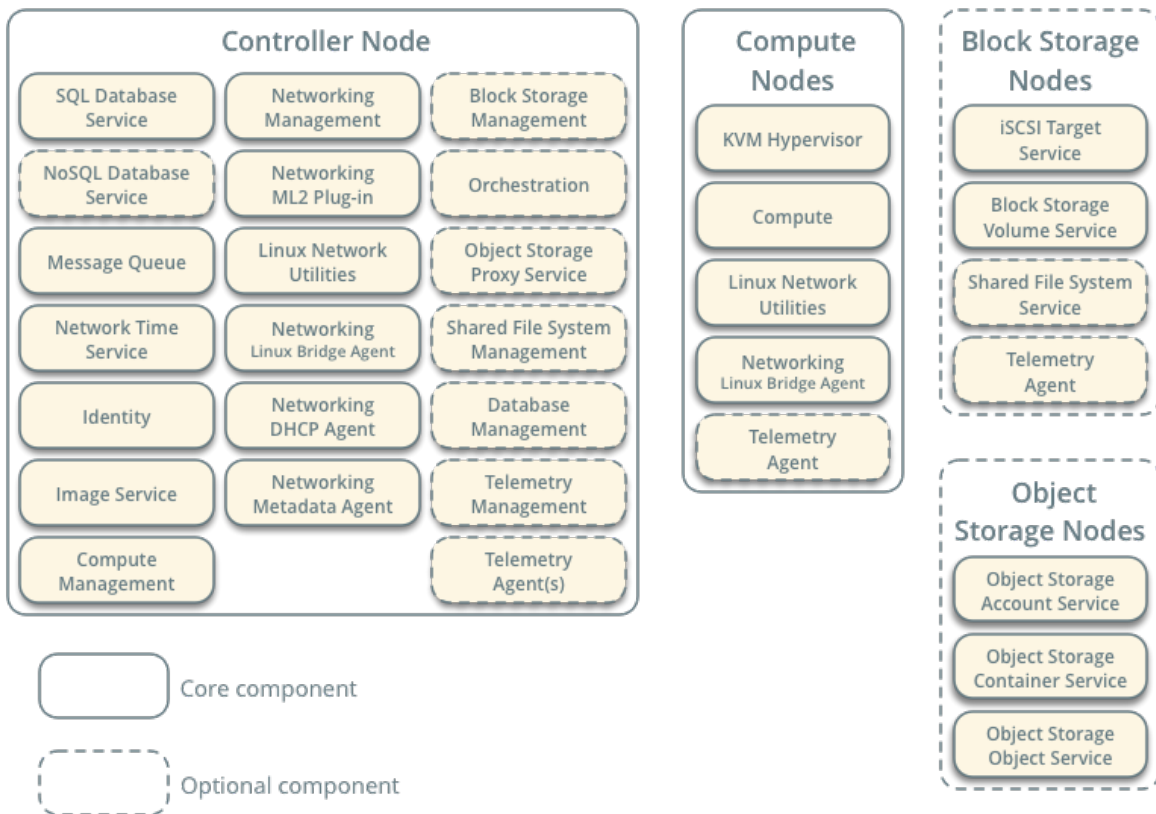 Controller Node
SQL Database
Service
NoSQL Database
Service
Message Queue
Network Time
Service
Identity
Image Service
Compute
Management
Networking
Management
Networking
ML2 Plug-in
Linux Network
Utilities
Networking
Linux Bridge Agent
Networking
DHCP Agent
Networking
Metadata Agent
Block Storage
Management
Orchestration
Object Storage
Proxy Service
Shared File System
Management
Database
Management
Telemetry
Management
Telemetry
Agent(s)
Compute
Nodes
KVM Hypervisor
Compute
Linux Network
Utilities
Networking
Linux Bridge Agent
Telemetry
Agent
Block Storage
Nodes
iSCSI Target
Service
Block Storage
Volume Service
Shared File System
Service
Telemetry
Agent
Object
Storage Nodes
Object Storage
Account Service
Object Storage
Container Service
Object Storage
Object Service
Core component
Optional component